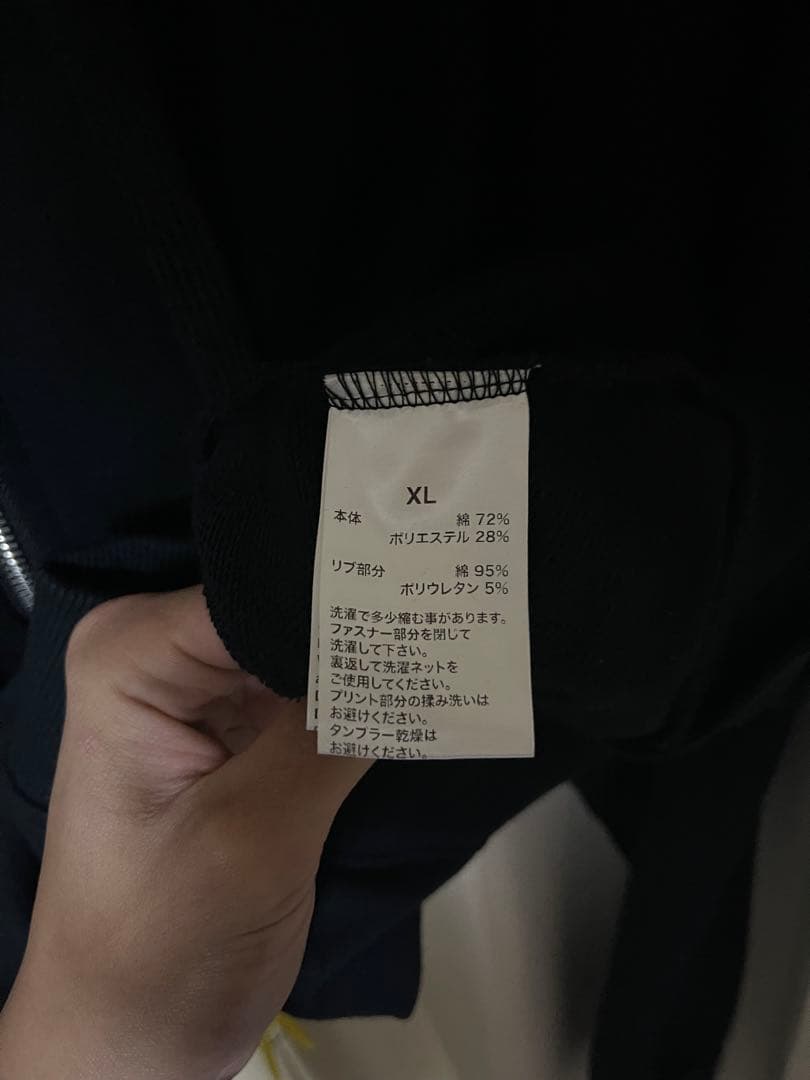 XL
本体 綿 72%
ポリエステル 28%
リブ部分 綿 95%
ポリウレタン 5%
洗濯で多少縮む事があります。
ファスナー部分を閉じて
洗濯して下さい。
裏返して洗濯ネットを
ご使用してください。
プリント部分の揉み洗いは
お避けください。
タンブラー乾燥は
お避けください。